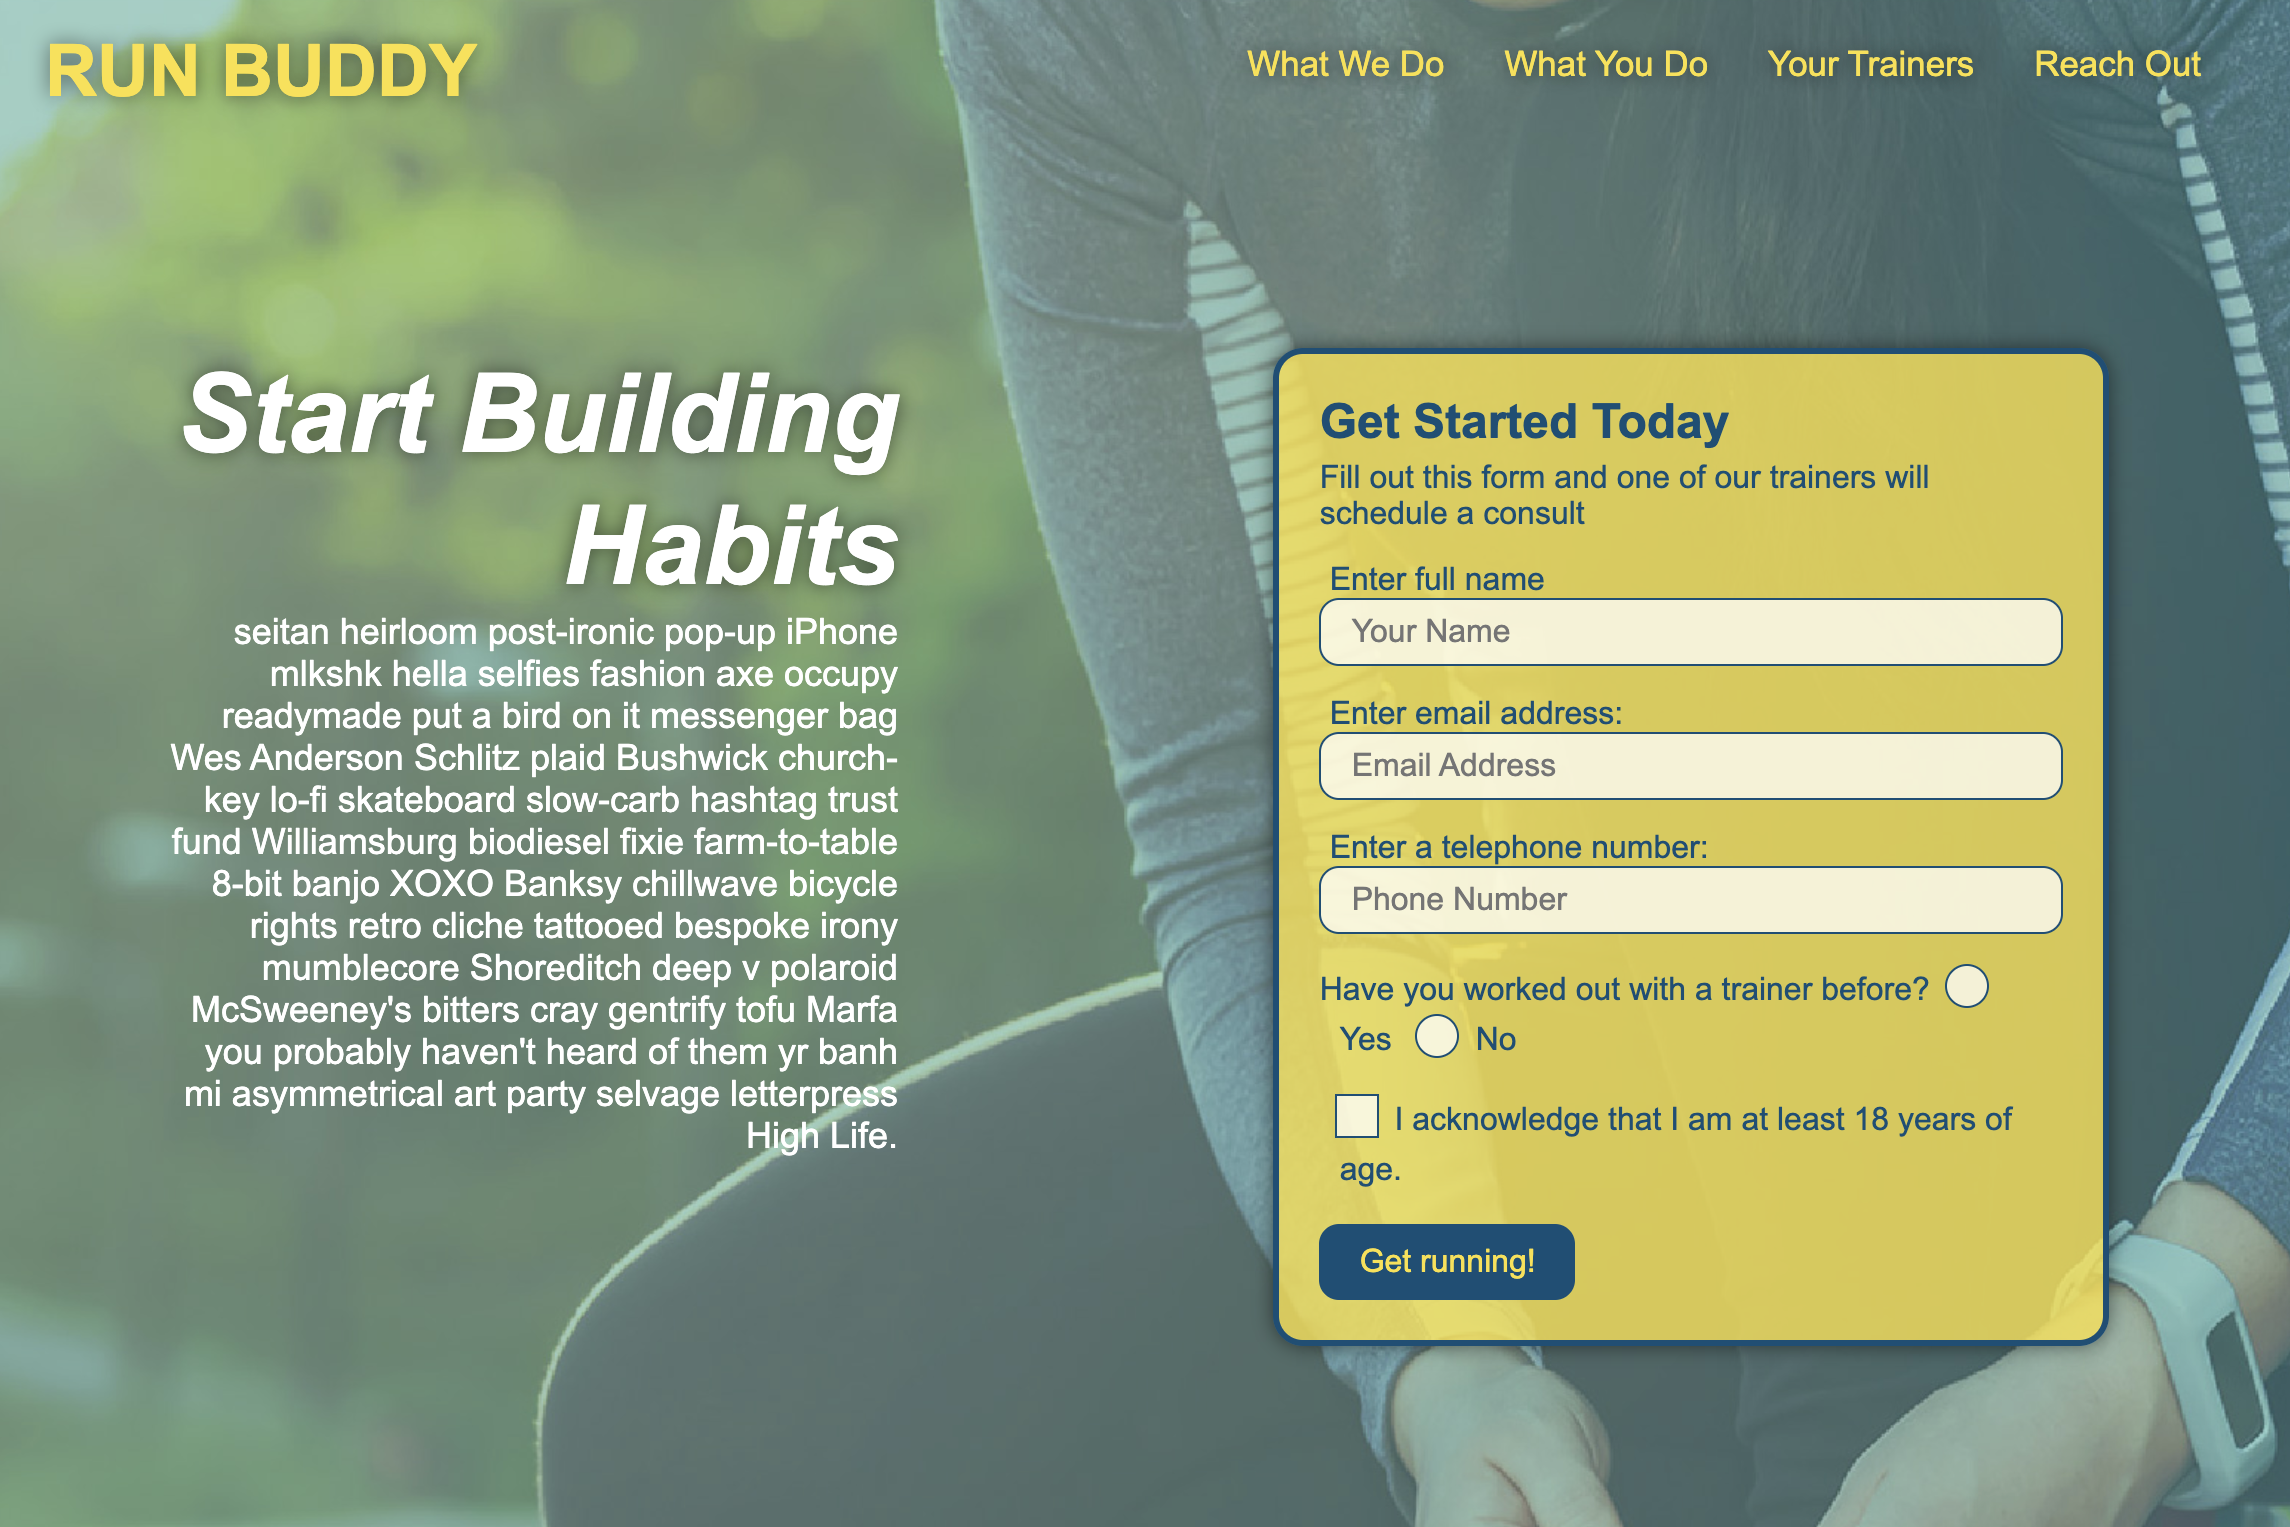 RUN BUDDY
What We Do
What You Do
Your Trainers
Reach Out
Start Building
Habits
seitan heirloom post-ironic pop-up iPhone
mlkshk hella selfies fashion axe occupy
readymade put a bird on it messenger bag
Wes Anderson Schlitz plaid Bushwick church-
key lo-fi skateboard slow-carb hashtag trust
fund Williamsburg biodiesel fixie farm-to-table
8-bit banjo XOXO Banksy chillwave bicycle
rights retro cliche tattooed bespoke irony
mumblecore Shoreditch deep v polaroid
McSweeney's bitters cray gentrify tofu Marfa
you probably haven't heard of them yr banh
mi asymmetrical art party selvage letterpress
High Life.
Get Started Today
Fill out this form and one of our trainers will
schedule a consult
Enter full name
Your Name
Enter email address:
Email Address
Enter a telephone number:
Phone Number
Have you worked out with a trainer before?
Yes
No
I acknowledge that I am at least 18 years of
age.
Get running!